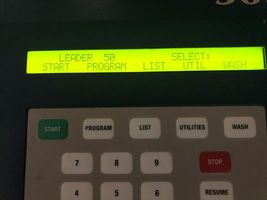 LEADER 50 SELECT:
START PROGRAM LIST UTIL WASH
START PROGRAM LIST UTILITIES WASH
7 8 9 STOP
4 5 6 RESUME